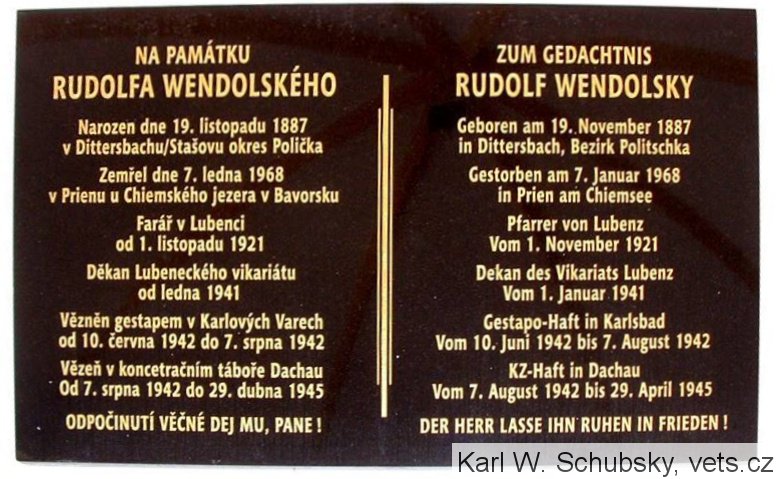 NA PAMÁTKU
RUDOLFA WENDOLSKÉHO
Narozen dne 19. listopadu 1887
v Dittersbachu/Stašovu okres Polička
Zemřel dne 7. ledna 1968
v Prienu u Chiemského jezera v Bavorsku
Farář v Lubenci
od 1. listopadu 1921
Děkan Lubeneckého vikariátu
od ledna 1941
Vězněn gestapem v Karlových Varech
od 10. června 1942 do 7. srpna 1942
Vězeň v koncetračním táboře Dachau
Od 7. srpna 1942 do 29. dubna 1945
ODPOČINUTÍ VĚČNÉ DEJ MU, PANE !
ZUM GEDACHTNIS
RUDOLF WENDOLSKY
Geboren am 19. November 1887
in Dittersbach, Bezirk Politschka
Gestorben am 7. Januar 1968
in Prien am Chiemsee
Pfarrer von Lubenz
Vom 1. November 1921
Dekan des Vikariats Lubenz
Vom 1. Januar 1941
Gestapo-Haft in Karlsbad
Vom 10. Juni 1942 bis 7. August 1942
KZ-Haft in Dachau
Vom 7. August 1942 bis 29. April 1945
DER HERR LASSE IHN RUHEN IN FRIEDEN !
Karl W. Schubsky, vets.cz